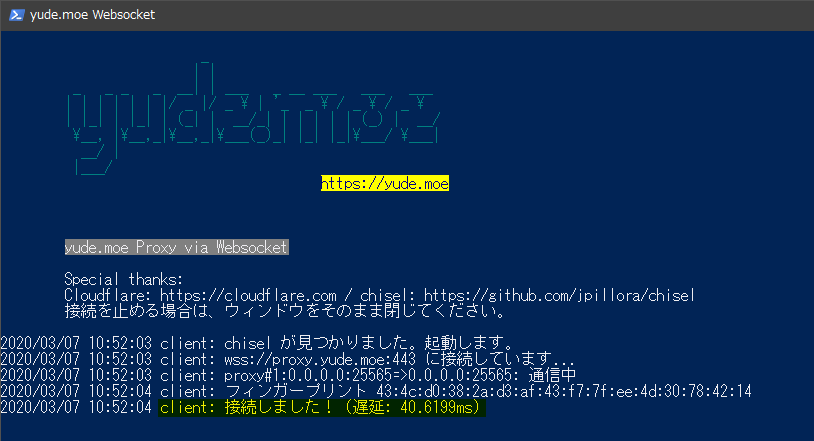 yude.moe Websocket
yude.moe
https://yude.moe
yude.moe Proxy via Websocket
Special thanks:
Cloudflare: https://cloudflare.com / chisel: https://github.com/jpillora/chisel
接続を止める場合は、ウィンドウをそのまま閉じてください。
2020/03/07 10:52:03 client: chisel が見つかりました。起動します。
2020/03/07 10:52:03 client: wss://proxy.yude.moe:443 に接続しています...
2020/03/07 10:52:03 client: proxy#1:0.0.0.0:25565=>0.0.0.0:25565: 通信中
2020/03/07 10:52:04 client: フィンガープリント 43:4c:d0:38:2a:d3:af:43:f7:7f:ee:4d:30:78:42:14
2020/03/07 10:52:04 client: 接続しました！（遅延: 40.6199ms）